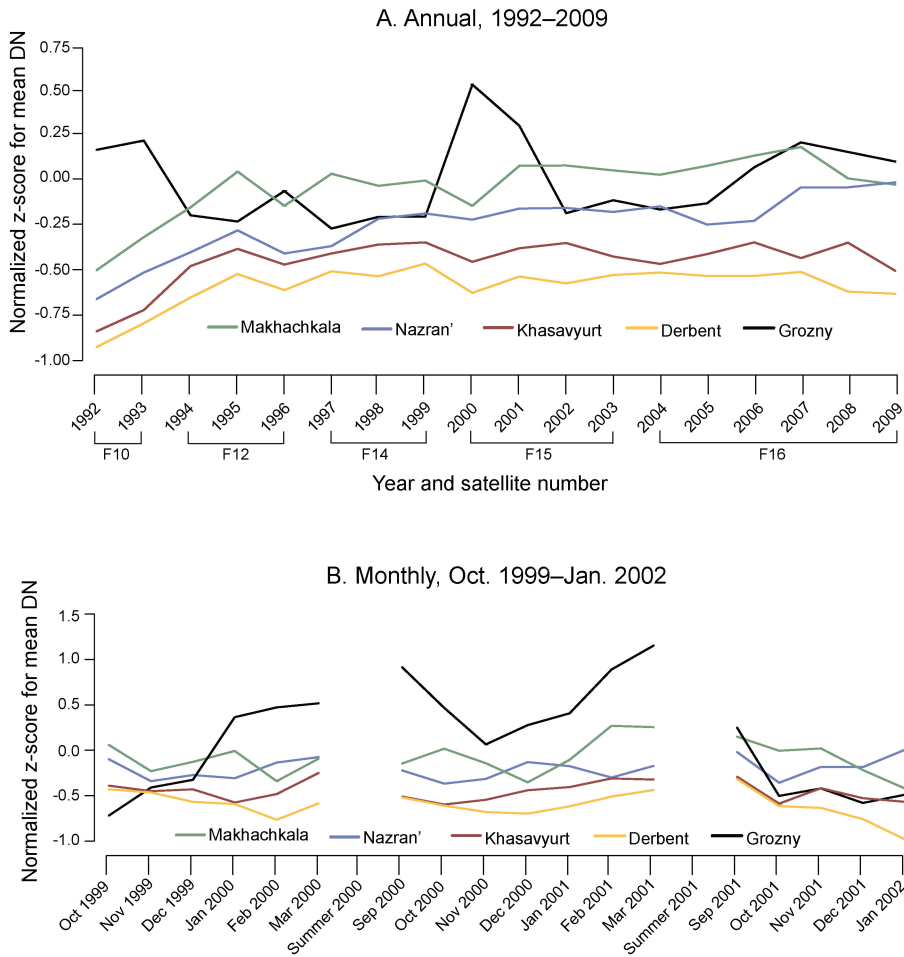 A. Annual, 1992–2009
Normalized z-score for mean DN
0.75
0.50
0.25
0.00
-0.25
-0.50
-0.75
-1.00
Makhachkala Nazran’ Khasavyurt Derbent Grozny
1992 1993 1994 1995 1996 1997 1998 1999 2000 2001 2002 2003 2004 2005 2006 2007 2008 2009
F10 F12 F14 F15 F16
Year and satellite number
B. Monthly, Oct. 1999–Jan. 2002
Normalized z-score for mean DN
1.5
1.0
0.5
0.0
-0.5
-1.0
Makhachkala Nazran’ Khasavyurt Derbent Grozny
Oct 1999 Nov 1999 Dec 1999 Jan 2000 Feb 2000 Mar 2000 Summer 2000 Sep 2000 Oct 2000 Nov 2000 Dec 2000 Jan 2001 Feb 2001 Mar 2001 Summer 2001 Sep 2001 Oct 2001 Nov 2001 Dec 2001 Jan 2002